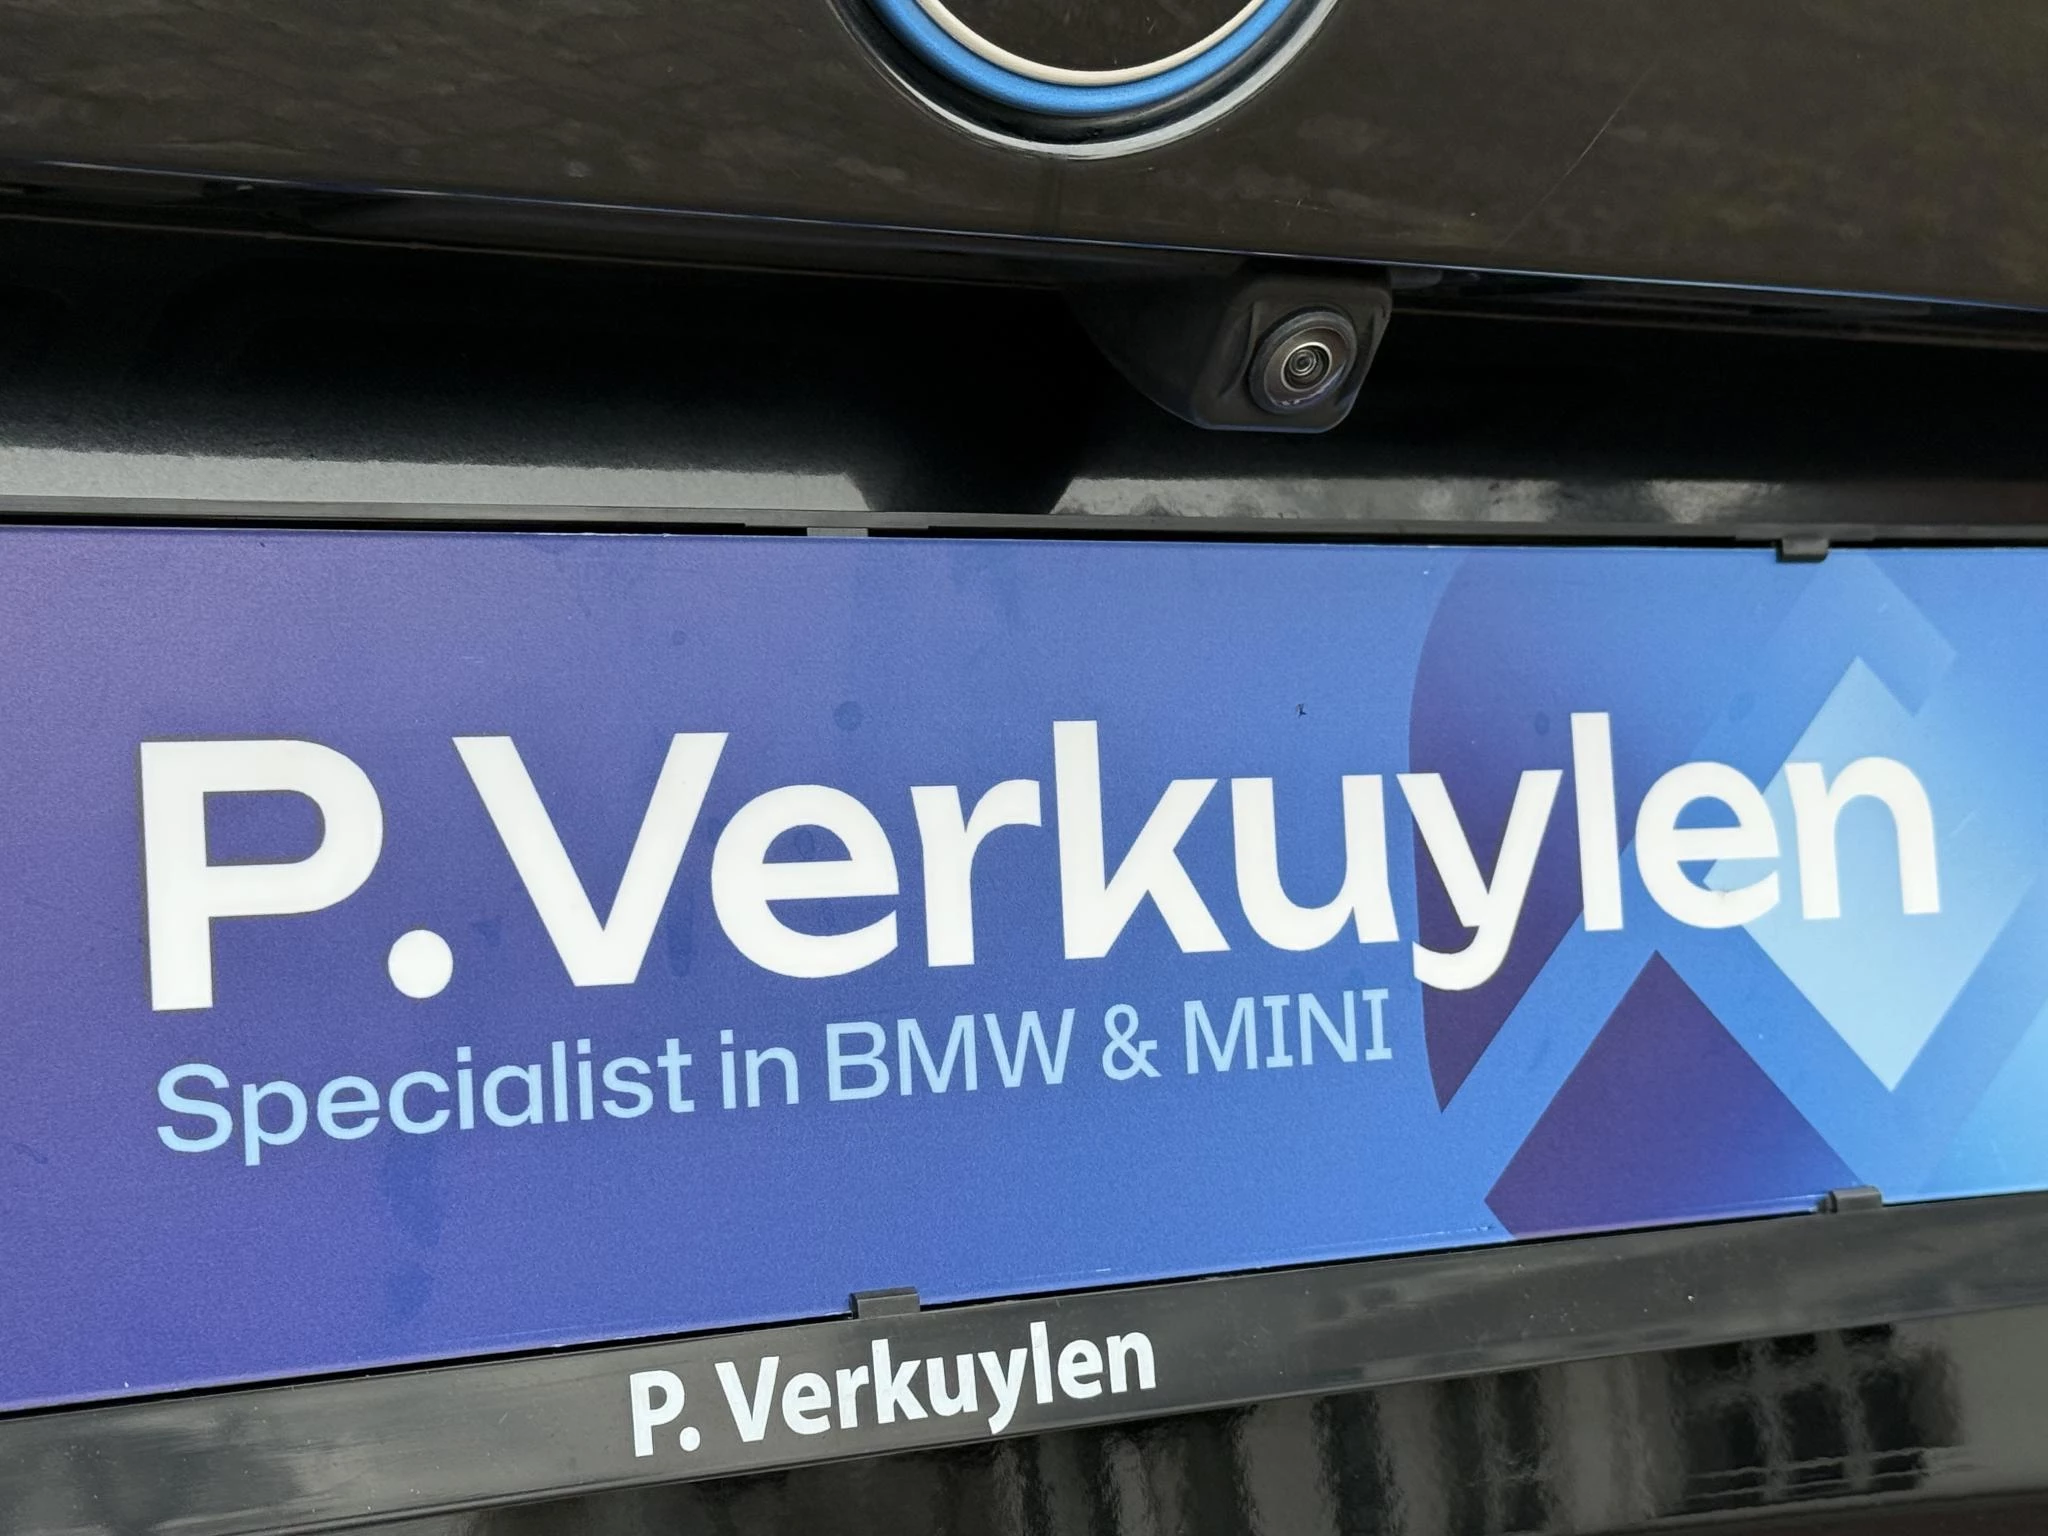 P.Verkuylen
Specialist in BMW & MINI
P. Verkuylen